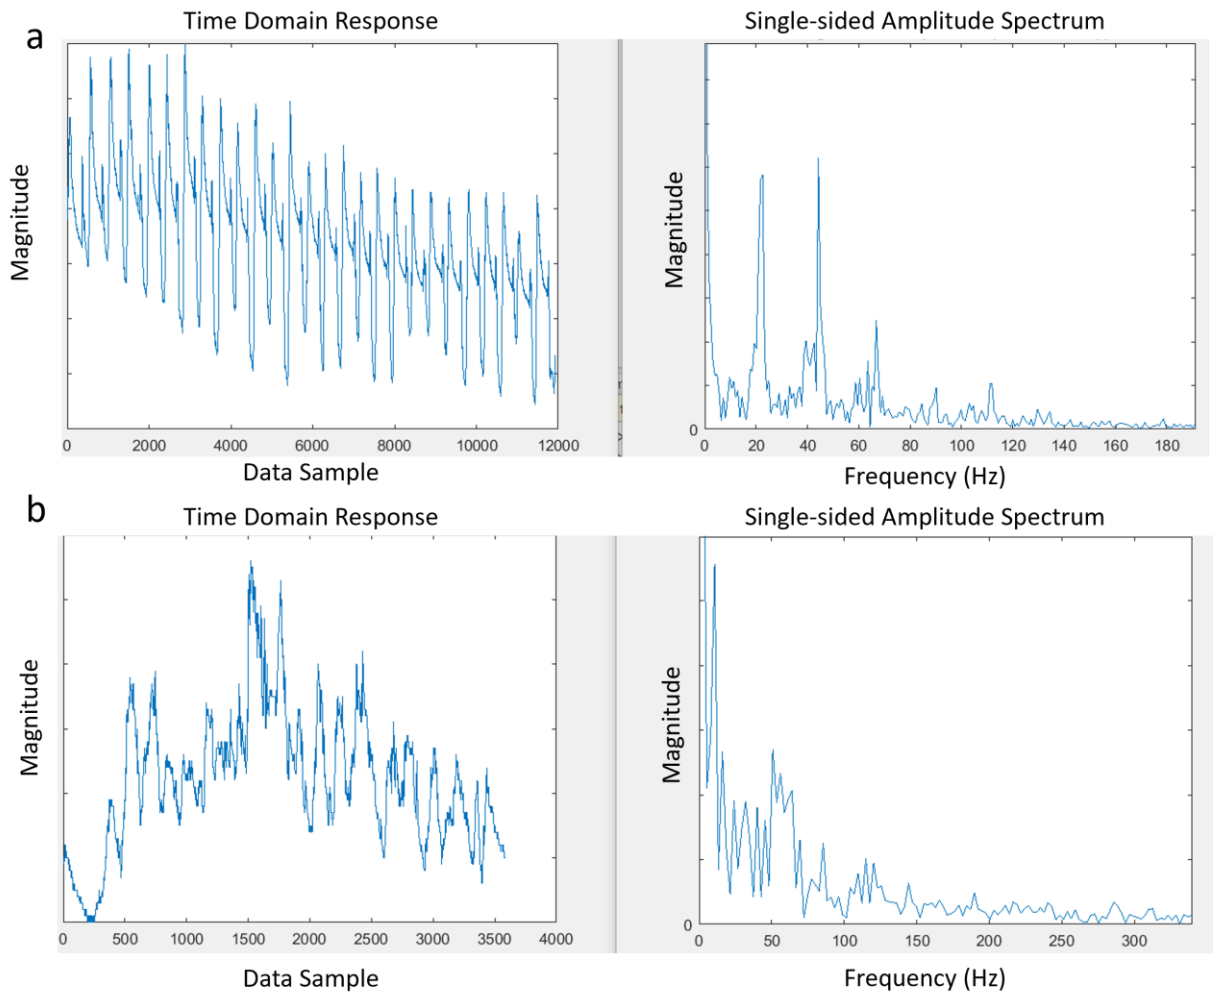 Time Domain Response
Single-sided Amplitude Spectrum
a
Magnitude
Magnitude
0
0 2000 4000 6000 8000 10000 12000
0 20 40 60 80 100 120 140 160 180
Data Sample
Frequency (Hz)
b
Time Domain Response
Single-sided Amplitude Spectrum
Magnitude
Magnitude
0
0 500 1000 1500 2000 2500 3000 3500 4000
0 50 100 150 200 250 300
Data Sample
Frequency (Hz)